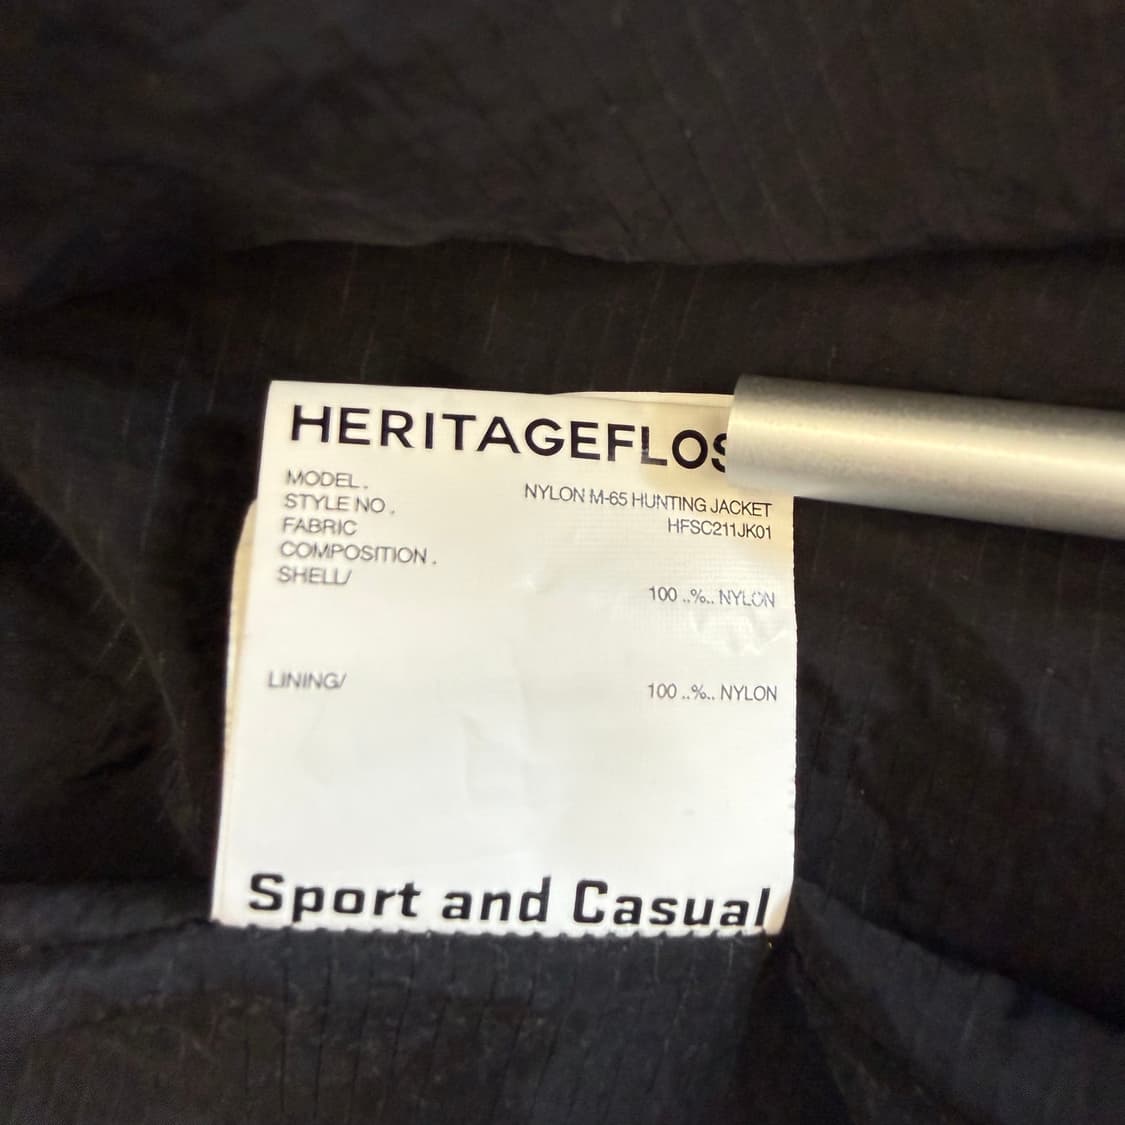 HERITAGEFLOS
MODEL. NYLON M-65 HUNTING JACKET
STYLE NO. HFSC211JK01
FABRIC
COMPOSITION.
SHELL/ 100 ..%.. NYLON
LINING/ 100 ..%.. NYLON
Sport and Casual